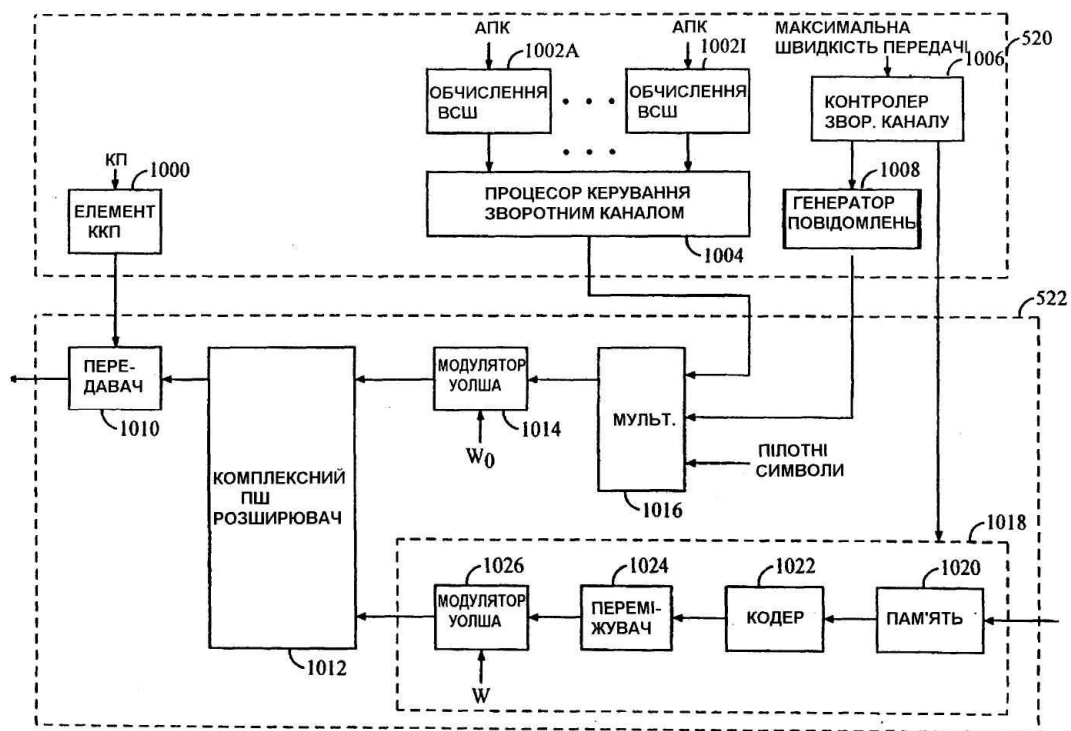 АПК
АПК
МАКСИМАЛЬНА
ШВИДКІСТЬ ПЕРЕДАЧІ
520
1002A
1002I
1006
ОБЧИСЛЕННЯ
ВСШ
. . .
ОБЧИСЛЕННЯ
ВСШ
КОНТРОЛЕР
ЗВОР. КАНАЛУ
. . .
КП
1000
1008
ЕЛЕМЕНТ
ККП
ПРОЦЕСОР КЕРУВАННЯ
ЗВОРОТНИМ КАНАЛОМ
ГЕНЕРАТОР
ПОВІДОМЛЕНЬ
1004
522
ПЕРЕ-
ДАВАЧ
1010
МОДУЛЯТОР
УОЛША
1014
W0
МУЛЬТ.
ПІЛОТНІ
СИМВОЛИ
1016
КОМПЛЕКСНИЙ
ПШ
РОЗШИРЮВАЧ
1012
1018
1026
1024
1022
1020
МОДУЛЯТОР
УОЛША
ПЕРЕМІ-
ЖУВАЧ
КОДЕР
ПАМ'ЯТЬ
W